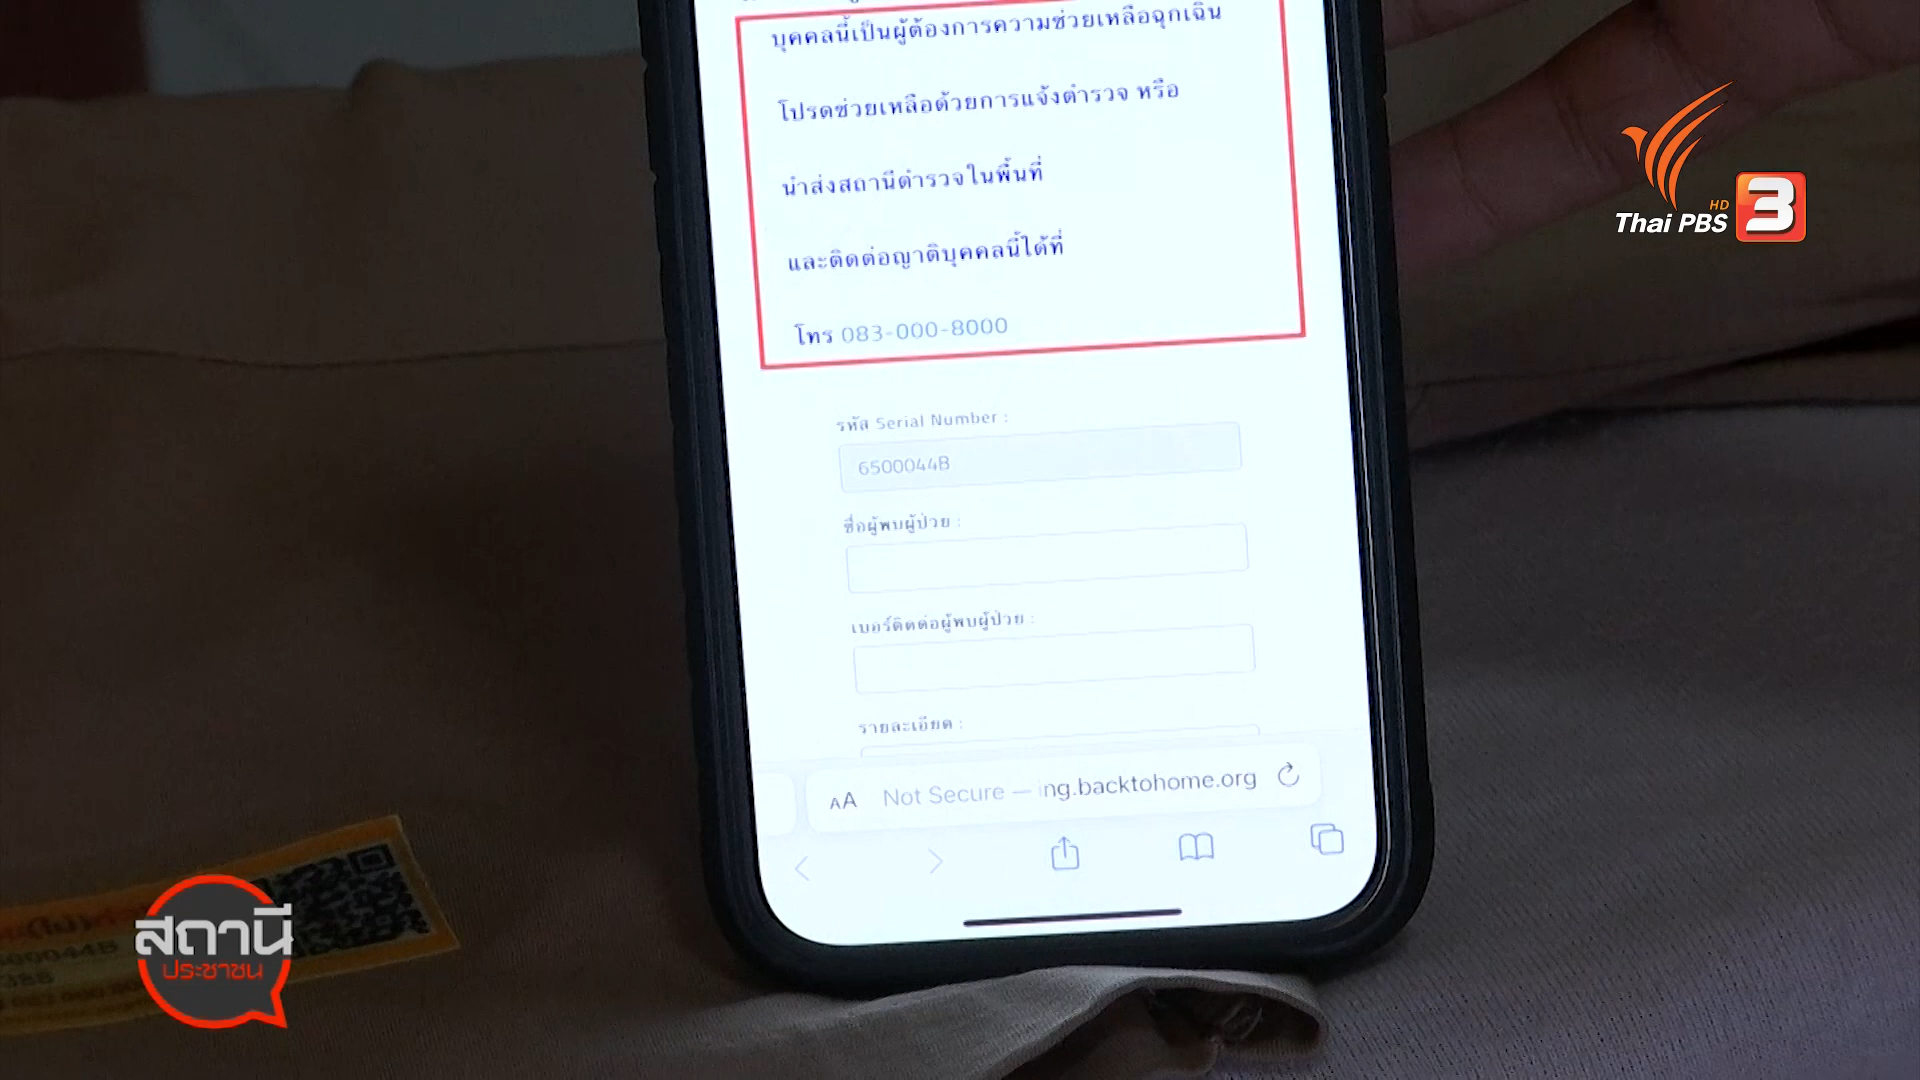 บุคคลนี้เป็นผู้ต้องการความช่วยเหลือฉุกเฉิน
โปรดช่วยเหลือด้วยการแจ้งตำรวจ หรือ
นำส่งสถานีตำรวจในพื้นที่
และติดต่อญาติบุคคลนี้ได้ที่
โทร 083-000-8000
รหัส Serial Number :
6500044B
ชื่อผู้พบผู้ป่วย :
เบอร์ติดต่อผู้พบผู้ป่วย :
รายละเอียด :
AA Not Secure — ing.backtohome.org
HD
Thai PBS 3
สถานี
ประชาชน